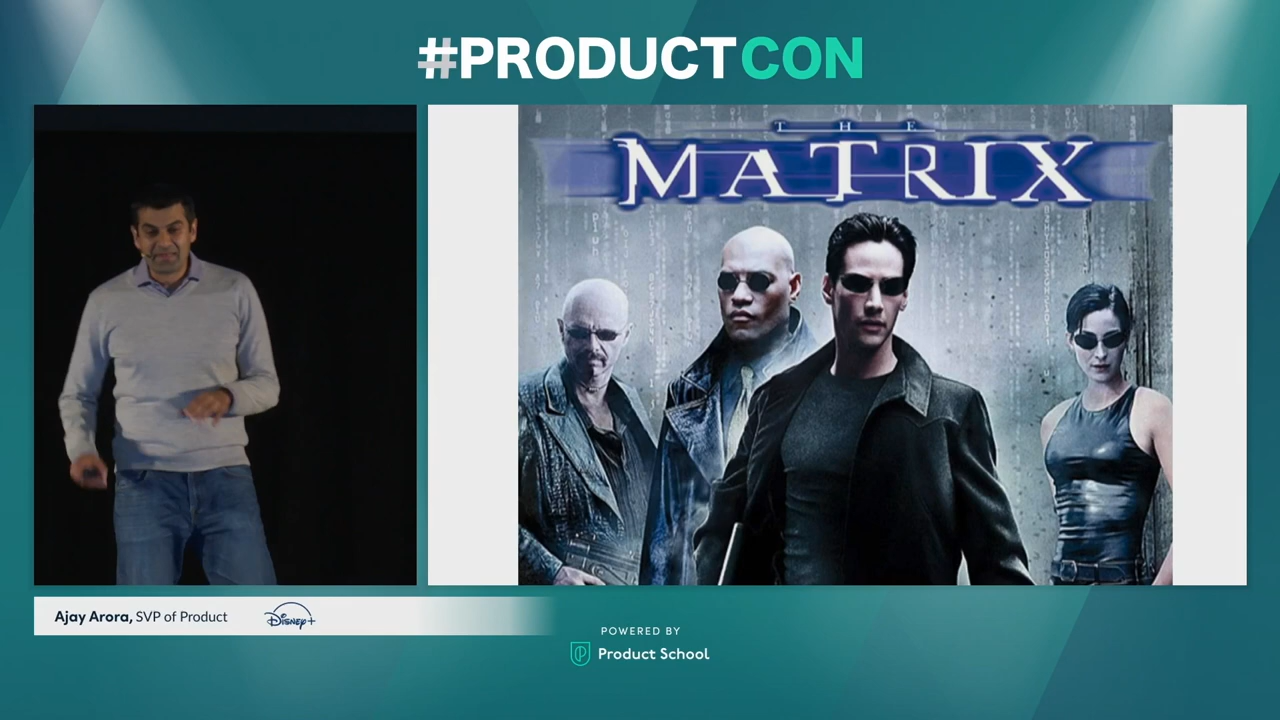 #PRODUCTCON
THE
MATRIX
Ajay Arora, SVP of Product
Disney+
POWERED BY
Product School